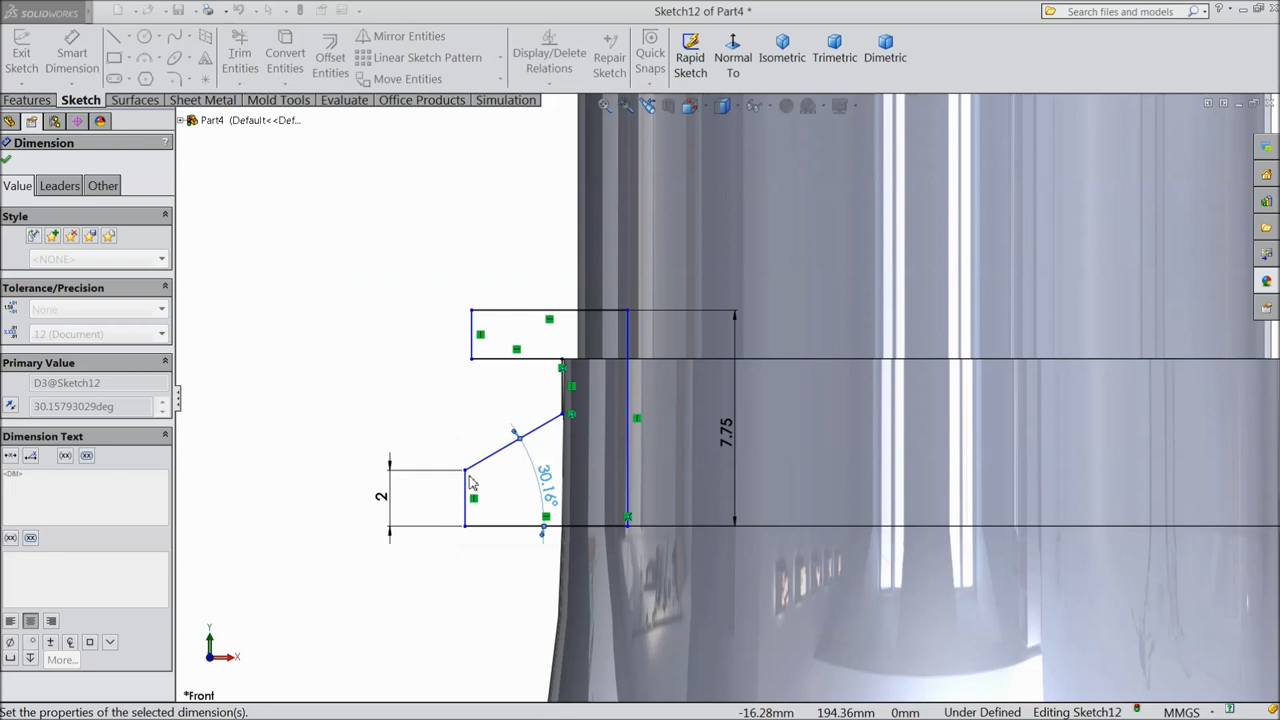 SOLIDWORKS
Sketch12 of Part4 *
Search files and models
Exit Sketch
Smart Dimension
Trim Entities
Convert Entities
Offset Entities
Mirror Entities
Linear Sketch Pattern
Move Entities
Display/Delete Relations
Repair Sketch
Quick Snaps
Rapid Sketch
Normal To
Isometric
Trimetric
Dimetric
Features
Sketch
Surfaces
Sheet Metal
Mold Tools
Evaluate
Office Products
Simulation
Part4 (Default<<Def...
Dimension
?
Value
Leaders
Other
Style
<NONE>
Tolerance/Precision
None
.12 (Document)
Primary Value
D3@Sketch12
30.15793029deg
Dimension Text
<DIM>
More...
7.75
30.16°
2
Y
X
*Front
Set the properties of the selected dimension(s).
-16.28mm
194.36mm
0mm
Under Defined
Editing Sketch12
MMGS